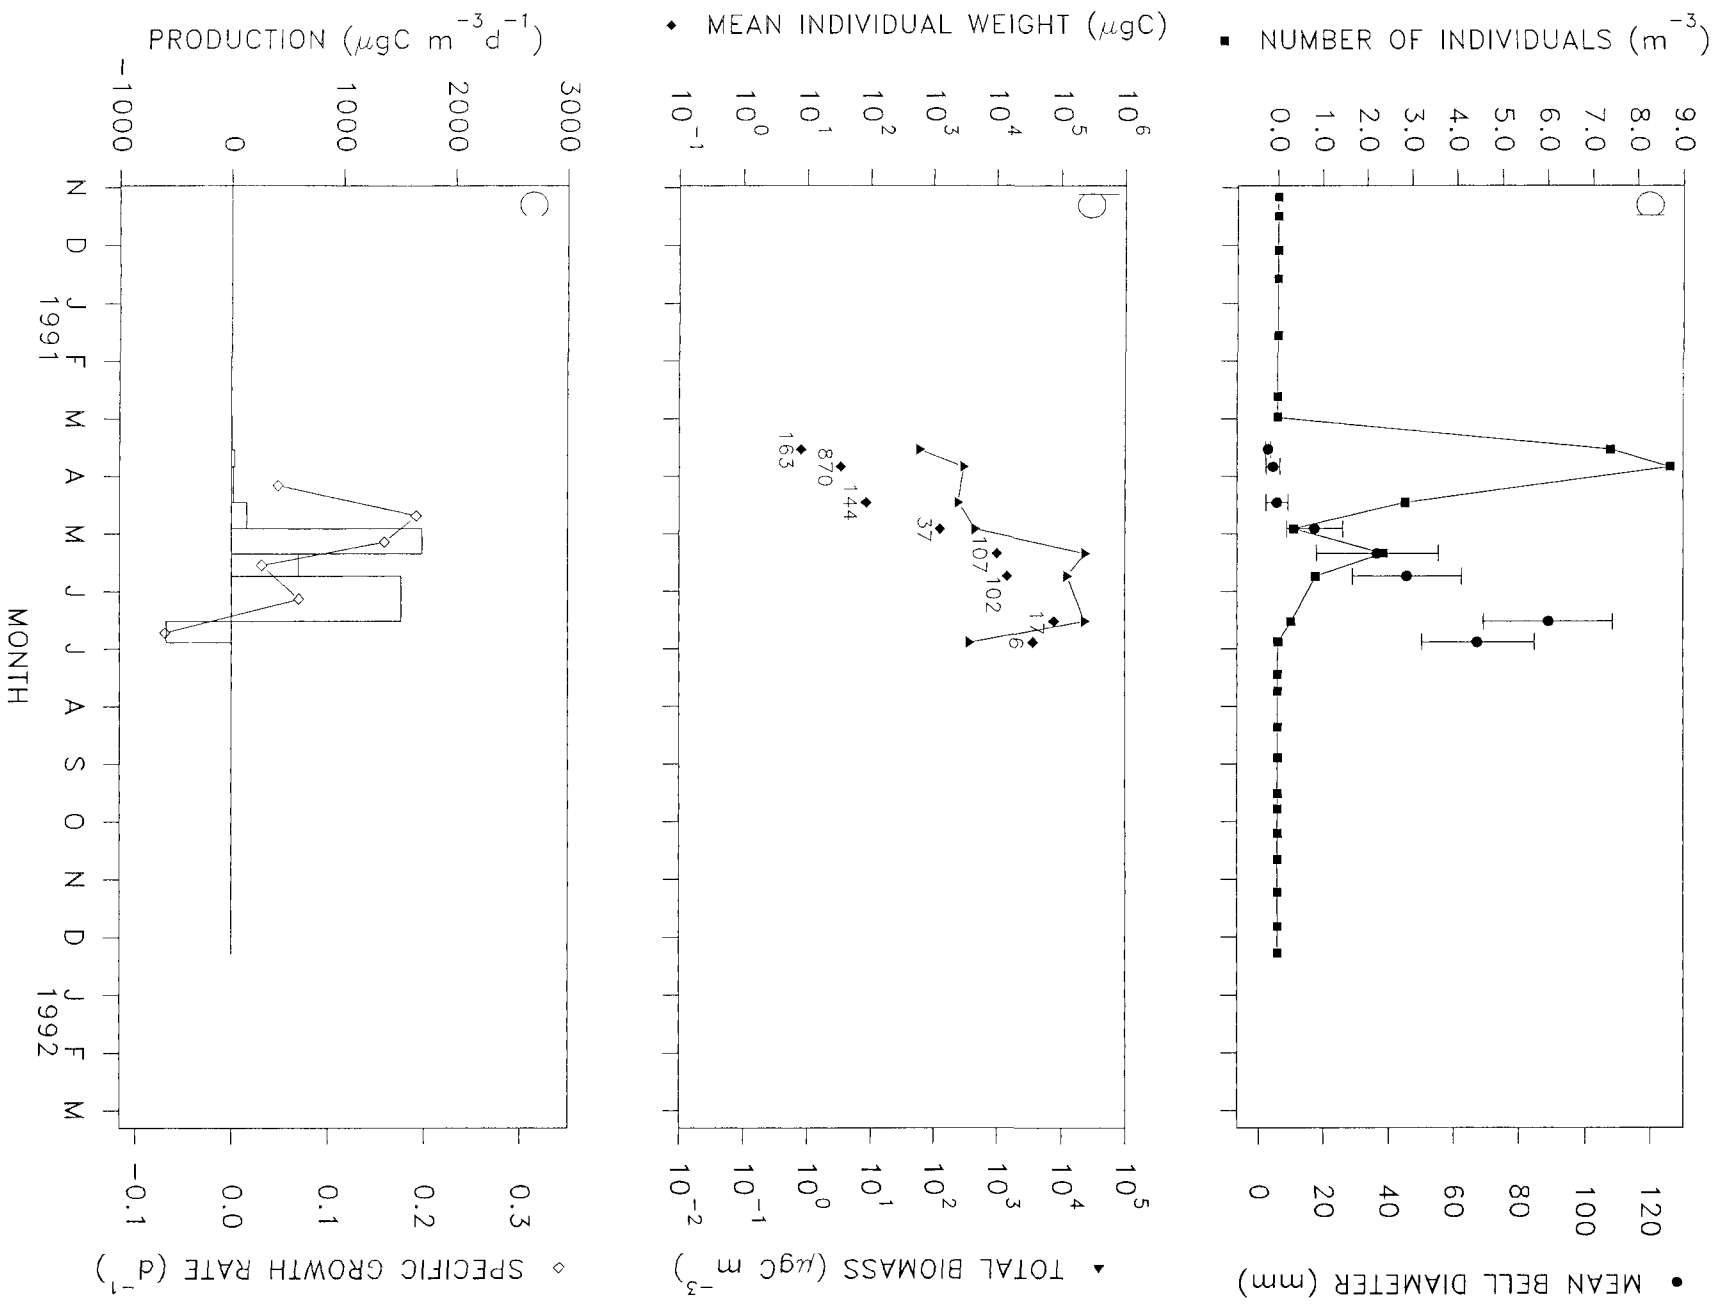 PRODUCTION (μgC m⁻³d⁻¹)
◆ MEAN INDIVIDUAL WEIGHT (μgC)
■ NUMBER OF INDIVIDUALS (m⁻³)
-1000
0
1000
2000
3000
10⁻¹
10⁰
10¹
10²
10³
10⁴
10⁵
10⁶
0.0
1.0
2.0
3.0
4.0
5.0
6.0
7.0
8.0
9.0
a
b
c
163
870
144
37
107
102
17
6
N
D
J
F
M
A
M
J
J
A
S
O
N
D
J
F
M
1991
1992
MONTH
-0.1
0.0
0.1
0.2
0.3
10⁻²
10⁻¹
10⁰
10¹
10²
10³
10⁴
10⁵
0
20
40
60
80
100
120
◇ SPECIFIC GROWTH RATE (d⁻¹)
▲ TOTAL BIOMASS (μgC m⁻³)
● MEAN BELL DIAMETER (mm)